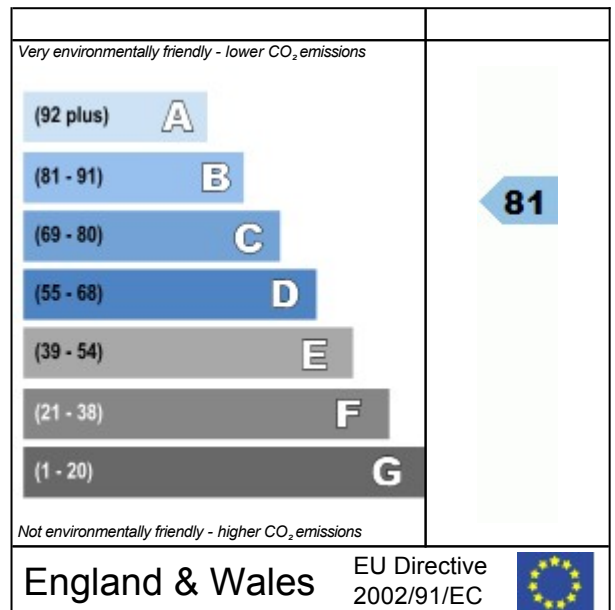 Very environmentally friendly - lower CO₂ emissions
(92 plus) A
(81 - 91) B
81
(69 - 80) C
(55 - 68) D
(39 - 54) E
(21 - 38) F
(1 - 20) G
Not environmentally friendly - higher CO₂ emissions
England & Wales
EU Directive
2002/91/EC